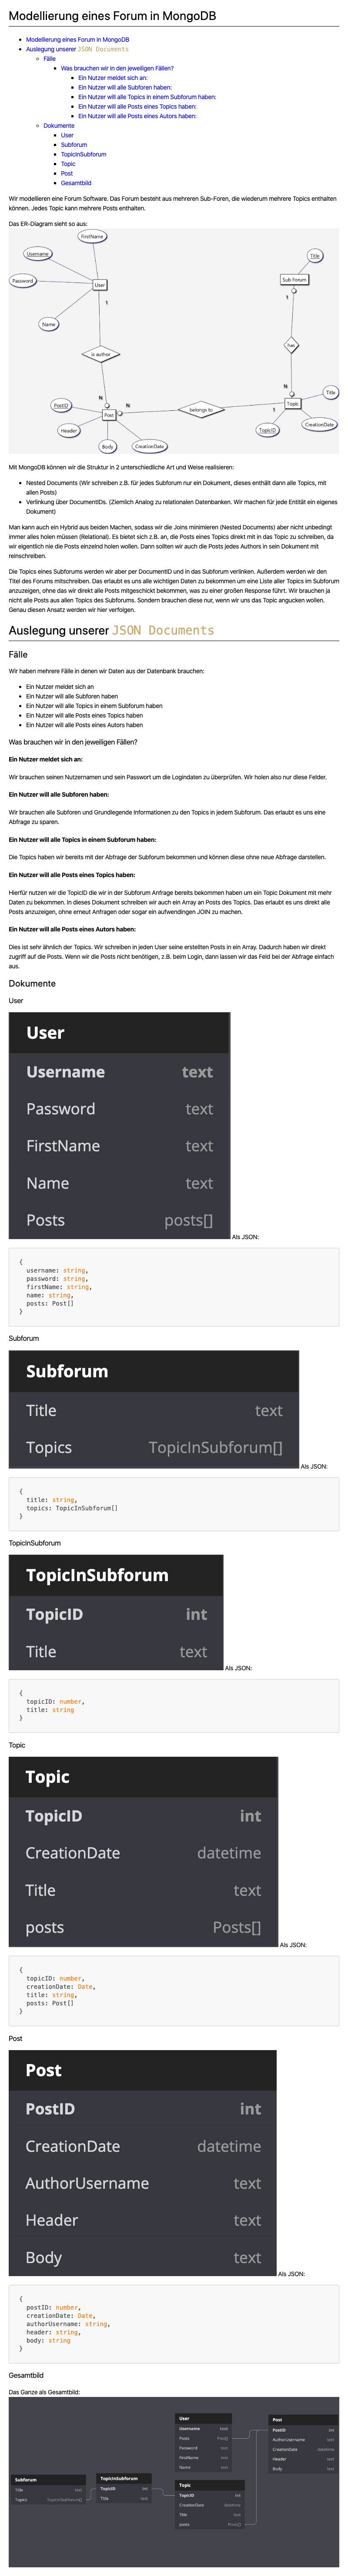 Modellierung eines Forum in MongoDB
Modellierung eines Forum in MongoDB
Auslegung unserer JSON Documents
Fälle
Was brauchen wir in den jeweiligen Fällen?
Ein Nutzer meldet sich an:
Ein Nutzer will alle Subforen haben:
Ein Nutzer will alle Topics in einem Subforum haben:
Ein Nutzer will alle Posts eines Topics haben:
Ein Nutzer will alle Posts eines Autors haben:
Dokumente
User
Subforum
TopicInSubforum
Topic
Post
Gesamtbild
Wir modellieren eine Forum Software. Das Forum besteht aus mehreren Sub-Foren, die wiederum mehrere Topics enthalten
können. Jedes Topic kann mehrere Posts enthalten.
Das ER-Diagram sieht so aus:
FirstName
Username
Title
Password
User
Sub Forum
1
1
Name
is author
has
N
N
N
Title
PostID
Post
belongs to
1
Topic
Header
TopicID
CreationDate
Body
CreationDate
Mit MongoDB können wir die Struktur in 2 unterschiedliche Art und Weise realisieren:
Nested Documents (Wir schreiben z.B. für jedes Subforum nur ein Dokument, dieses enthält dann alle Topics, mit
allen Posts)
Verlinkung über DocumentIDs. (Ziemlich Analog zu relationalen Datenbanken. Wir machen für jede Entität ein eigenes
Dokument)
Man kann auch ein Hybrid aus beiden Machen, sodass wir die Joins minimieren (Nested Documents) aber nicht unbedingt
immer alles holen müssen (Relational). Es bietet sich z.B. an, die Posts eines Topics direkt mit in das Topic zu schreiben, da
wir eigentlich nie die Posts einzelnd holen wollen. Dann sollten wir auch die Posts jedes Authors in sein Dokument mit
reinschreiben.
Die Topics eines Subforums werden wir aber per DocumentID und in das Subforum verlinken. Außerdem werden wir den
Titel des Forums mitschreiben. Das erlaubt es uns alle wichtigen Daten zu bekommen um eine Liste aller Topics im Subforum
anzuzeigen, ohne das wir direkt alle Posts mitgeschickt bekommen, was zu einer großen Response führt. Wir brauchen ja
nicht alle Posts aus allen Topics des Subforums. Sondern brauchen diese nur, wenn wir uns das Topic angucken wollen.
Genau diesen Ansatz werden wir hier verfolgen.
Auslegung unserer JSON Documents
Fälle
Wir haben mehrere Fälle in denen wir Daten aus der Datenbank brauchen:
Ein Nutzer meldet sich an
Ein Nutzer will alle Subforen haben
Ein Nutzer will alle Topics in einem Subforum haben
Ein Nutzer will alle Posts eines Topics haben
Ein Nutzer will alle Posts eines Autors haben
Was brauchen wir in den jeweiligen Fällen?
Ein Nutzer meldet sich an:
Wir brauchen seinen Nutzernamen und sein Passwort um die Logindaten zu überprüfen. Wir holen also nur diese Felder.
Ein Nutzer will alle Subforen haben:
Wir brauchen alle Subforen und Grundlegende Informationen zu den Topics in jedem Subforum. Das erlaubt es uns eine
Abfrage zu sparen.
Ein Nutzer will alle Topics in einem Subforum haben:
Die Topics haben wir bereits mit der Abfrage der Subforum bekommen und können diese ohne neue Abfrage darstellen.
Ein Nutzer will alle Posts eines Topics haben:
Hierfür nutzen wir die TopicID die wir in der Subforum Anfrage bereits bekommen haben um ein Topic Dokument mit mehr
Daten zu bekommen. In dieses Dokument schreiben wir auch ein Array an Posts des Topics. Das erlaubt es uns direkt alle
Posts anzuzeigen, ohne erneut Anfragen oder sogar ein aufwendingen JOIN zu machen.
Ein Nutzer will alle Posts eines Autors haben:
Dies ist sehr ähnlich der Topics. Wir schreiben in jeden User seine erstellten Posts in ein Array. Dadurch haben wir direkt
zugriff auf die Posts. Wenn wir die Posts nicht benötigen, z.B. beim Login, dann lassen wir das Feld bei der Abfrage einfach
aus.
Dokumente
User
User
Username text
Password text
FirstName text
Name text
Posts posts[]
Als JSON:
{
username: string,
password: string,
firstName: string,
name: string,
posts: Post[]
}
Subforum
Subforum
Title text
Topics TopicInSubforum[]
Als JSON:
{
title: string,
topics: TopicInSubforum[]
}
TopicInSubforum
TopicInSubforum
TopicID int
Title text
Als JSON:
{
topicID: number,
title: string
}
Topic
Topic
TopicID int
CreationDate datetime
Title text
posts Posts[]
Als JSON:
{
topicID: number,
creationDate: Date,
title: string,
posts: Post[]
}
Post
Post
PostID int
CreationDate datetime
AuthorUsername text
Header text
Body text
Als JSON:
{
postID: number,
creationDate: Date,
authorUsername: string,
header: string,
body: string
}
Gesamtbild
Das Ganze als Gesamtbild:
User
Username text
Posts Post[]
Password text
FirstName text
Name text
Post
PostID int
AuthorUsername text
CreationDate datetime
Header text
Body text
Subforum
Title text
Topics TopicInSubforum[]
TopicInSubforum
TopicID int
Title text
Topic
TopicID int
CreationDate datetime
Title text
posts Posts[]